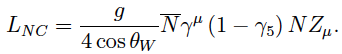 $L_{NC} = \frac{g}{4\cos\theta_W} \overline{N}\gamma^\mu (1 - \gamma_5) N Z_\mu.$